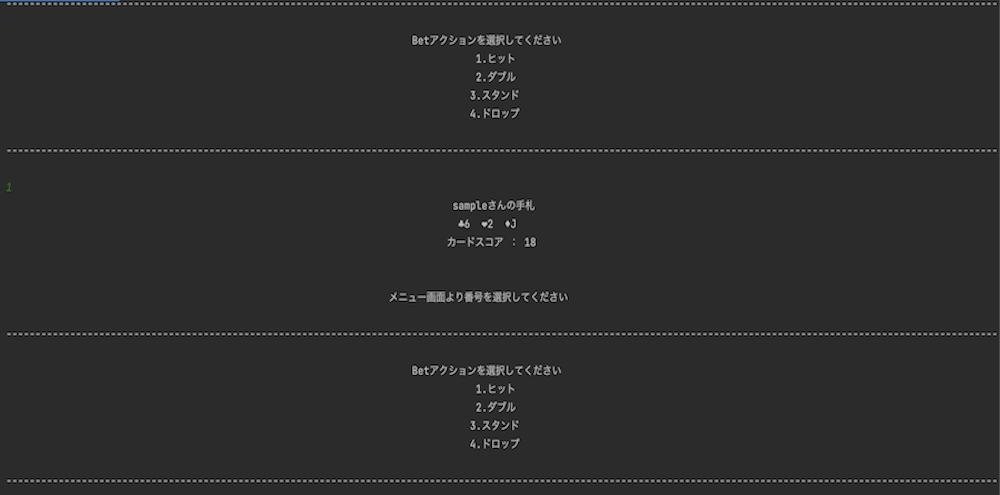 Betアクションを選択してください
1.ヒット
2.ダブル
3.スタンド
4.ドロップ
1
sampleさんの手札
♣6 ♥2 ♦J
カードスコア : 18
メニュー画面より番号を選択してください
Betアクションを選択してください
1.ヒット
2.ダブル
3.スタンド
4.ドロップ